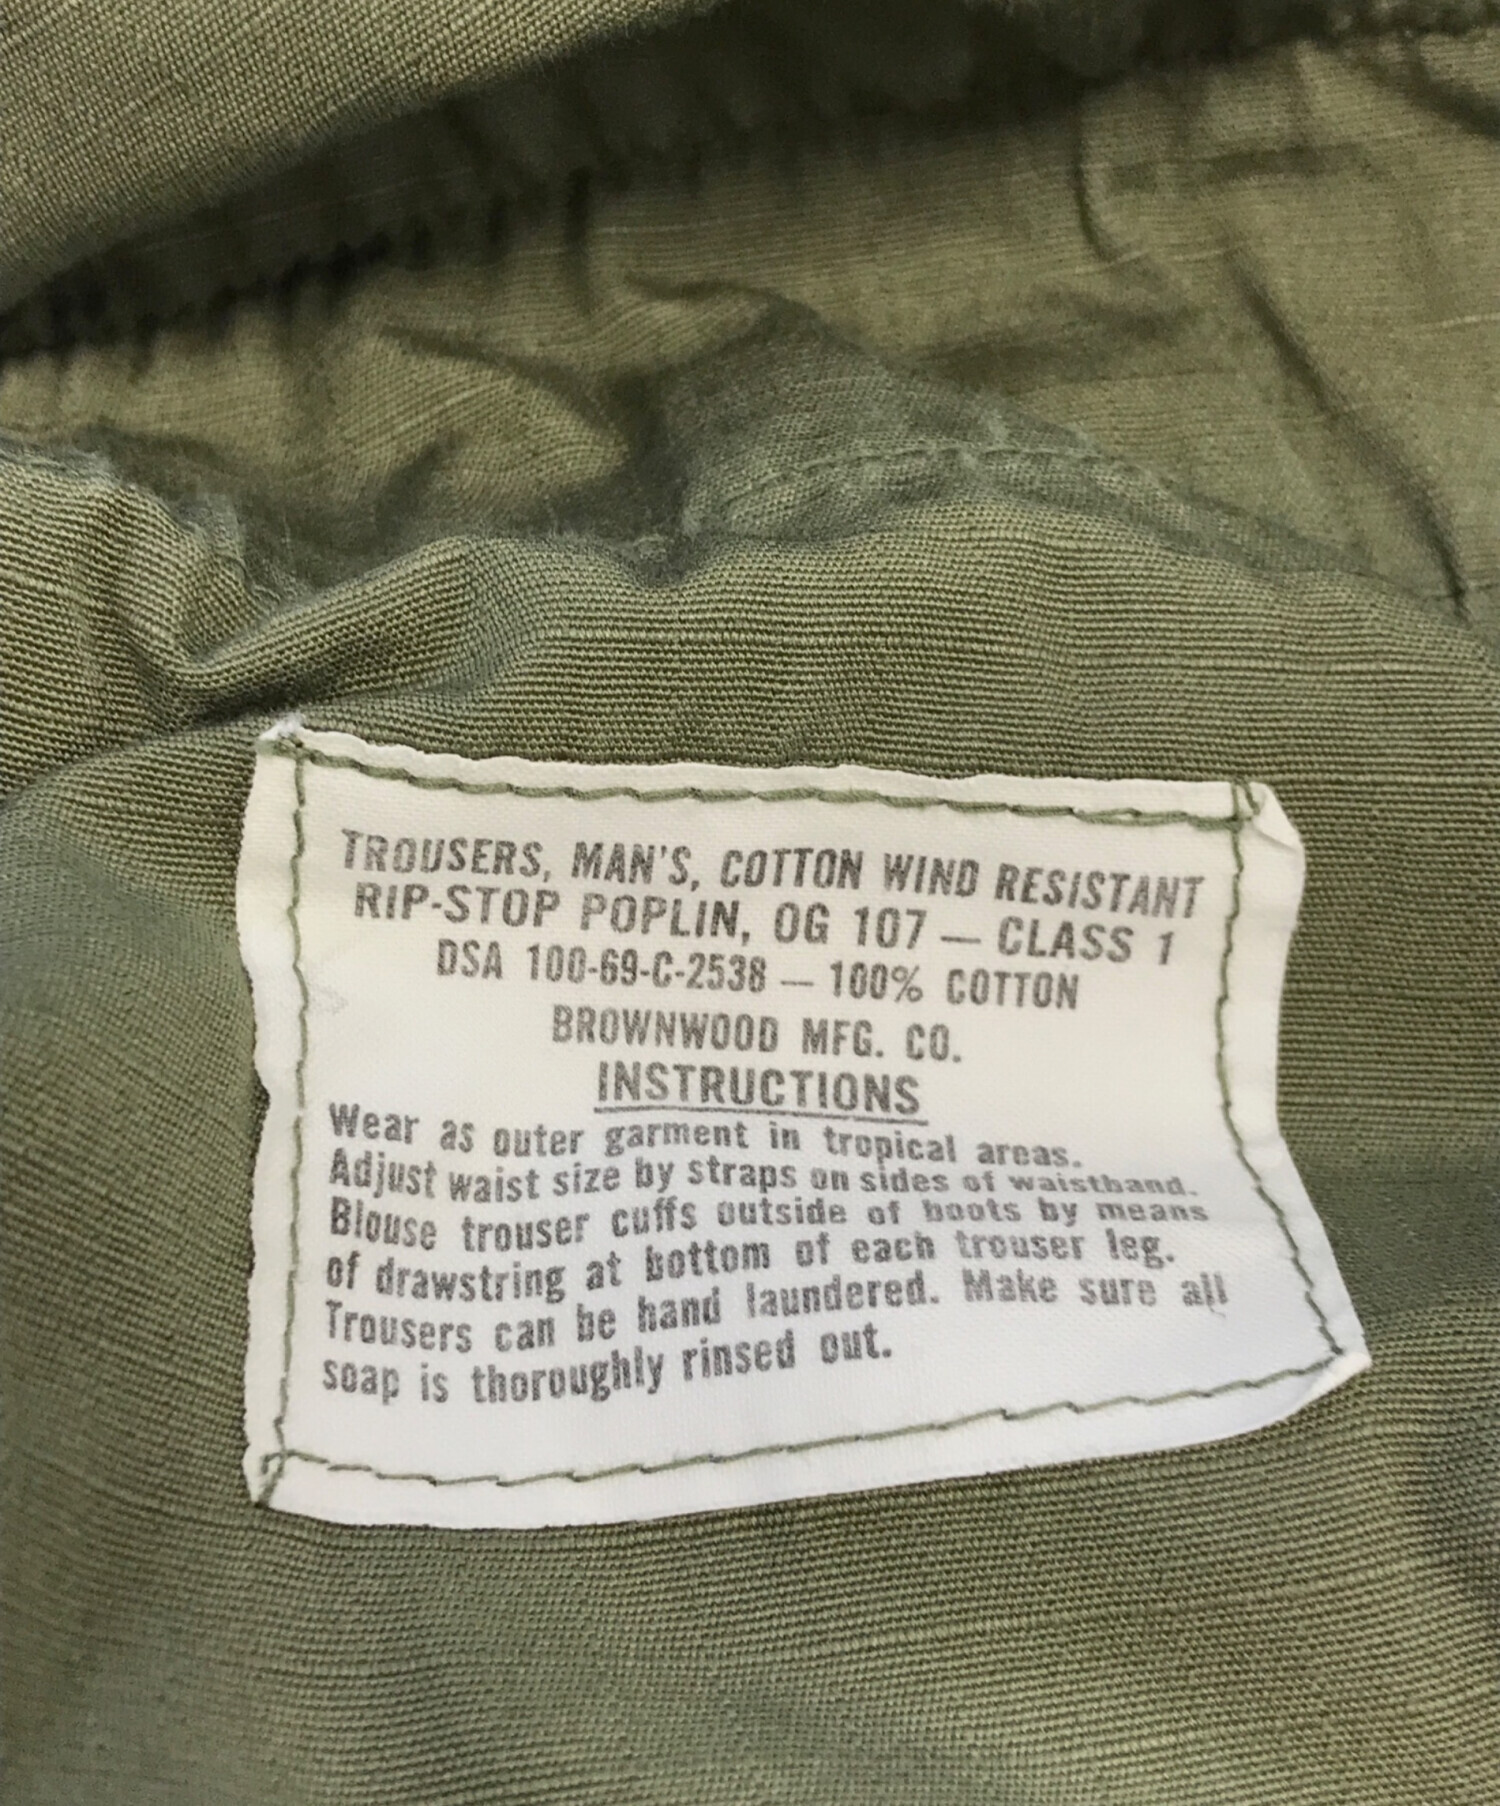 TROUSERS, MAN'S, COTTON WIND RESISTANT
RIP-STOP POPLIN, OG 107 — CLASS 1
DSA 100-69-C-2538 — 100% COTTON
BROWNWOOD MFG. CO.
INSTRUCTIONS
Wear as outer garment in tropical areas.
Adjust waist size by straps on sides of waistband.
Blouse trouser cuffs outside of boots by means
of drawstring at bottom of each trouser leg.
Trousers can be hand laundered. Make sure all
soap is thoroughly rinsed out.